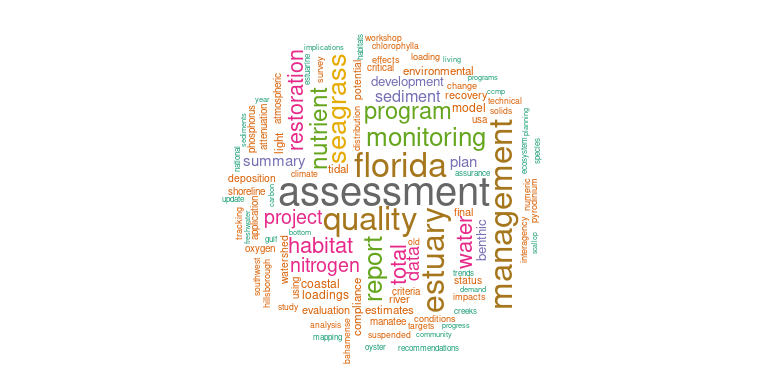 workshop
implications
habitats
chlorophylla
estuarine
restoration
survey
seagrass
potential
effects
loading
living
critical
environmental
programs
development
change
ccmp
atmospheric
nutrient
sediment
recovery
technical
year
phosphorus
attenuation
light
distribution
program
model
solids
usa
sediments
monitoring
management
planning
ecosystem
species
national
summary
tidal
florida
plan
deposition
climate
assurance
shoreline
carbon
assessment
numeric
pyrodinium
update
tracking
freshwater
application
project
quality
estuary
final
water
benthic
interagency
scallop
gulf
bottom
oxygen
habitat
report
total
data
old
southwest
hillsborough
watershed
nitrogen
using
coastal
loadings
criteria
trends
status
demand
impacts
river
study
evaluation
compliance
estimates
creeks
analysis
manatee
conditions
targets
progress
mapping
bahamense
suspended
community
oyster
recommendations